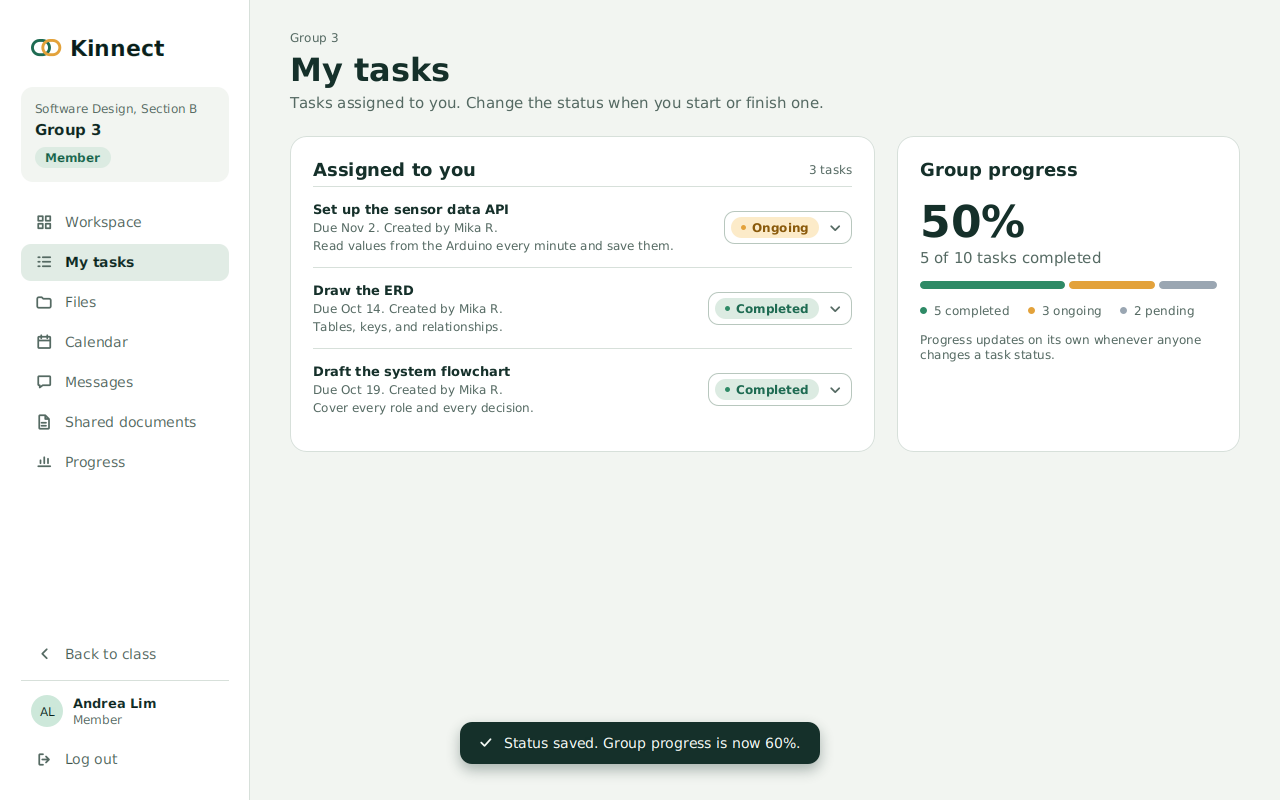 Kinnect
Software Design, Section B
Group 3
Member
Workspace
My tasks
Files
Calendar
Messages
Shared documents
Progress
Back to class
AL
Andrea Lim
Member
Log out
Group 3
My tasks
Tasks assigned to you. Change the status when you start or finish one.
Assigned to you
3 tasks
Set up the sensor data API
Due Nov 2. Created by Mika R.
Read values from the Arduino every minute and save them.
Ongoing
Draw the ERD
Due Oct 14. Created by Mika R.
Tables, keys, and relationships.
Completed
Draft the system flowchart
Due Oct 19. Created by Mika R.
Cover every role and every decision.
Completed
Group progress
50%
5 of 10 tasks completed
5 completed
3 ongoing
2 pending
Progress updates on its own whenever anyone
changes a task status.
Status saved. Group progress is now 60%.